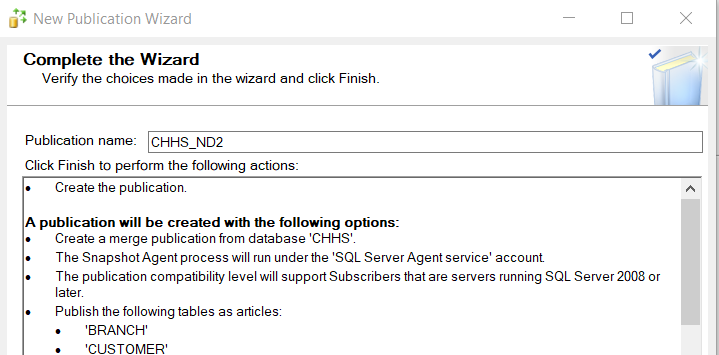 New Publication Wizard
Complete the Wizard
Verify the choices made in the wizard and click Finish.
Publication name: CHHS_ND2
Click Finish to perform the following actions:
• Create the publication.
A publication will be created with the following options:
• Create a merge publication from database 'CHHS'.
• The Snapshot Agent process will run under the 'SQL Server Agent service' account.
• The publication compatibility level will support Subscribers that are servers running SQL Server 2008 or
later.
• Publish the following tables as articles:
• 'BRANCH'
• 'CUSTOMER'